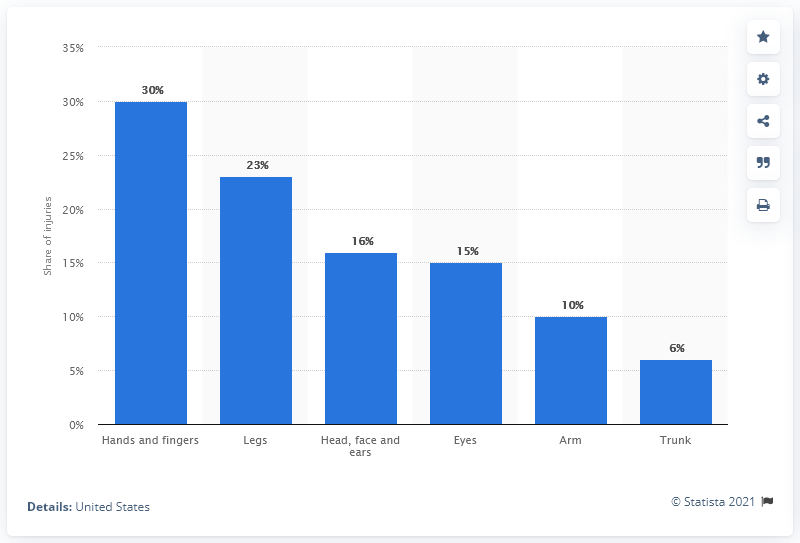 35%
30%
25%
20%
15%
10%
5%
0%
Share of injuries
30%
23%
16%
15%
10%
6%
Hands and fingers
Legs
Head, face and
ears
Eyes
Arm
Trunk
Details: United States
© Statista 2021